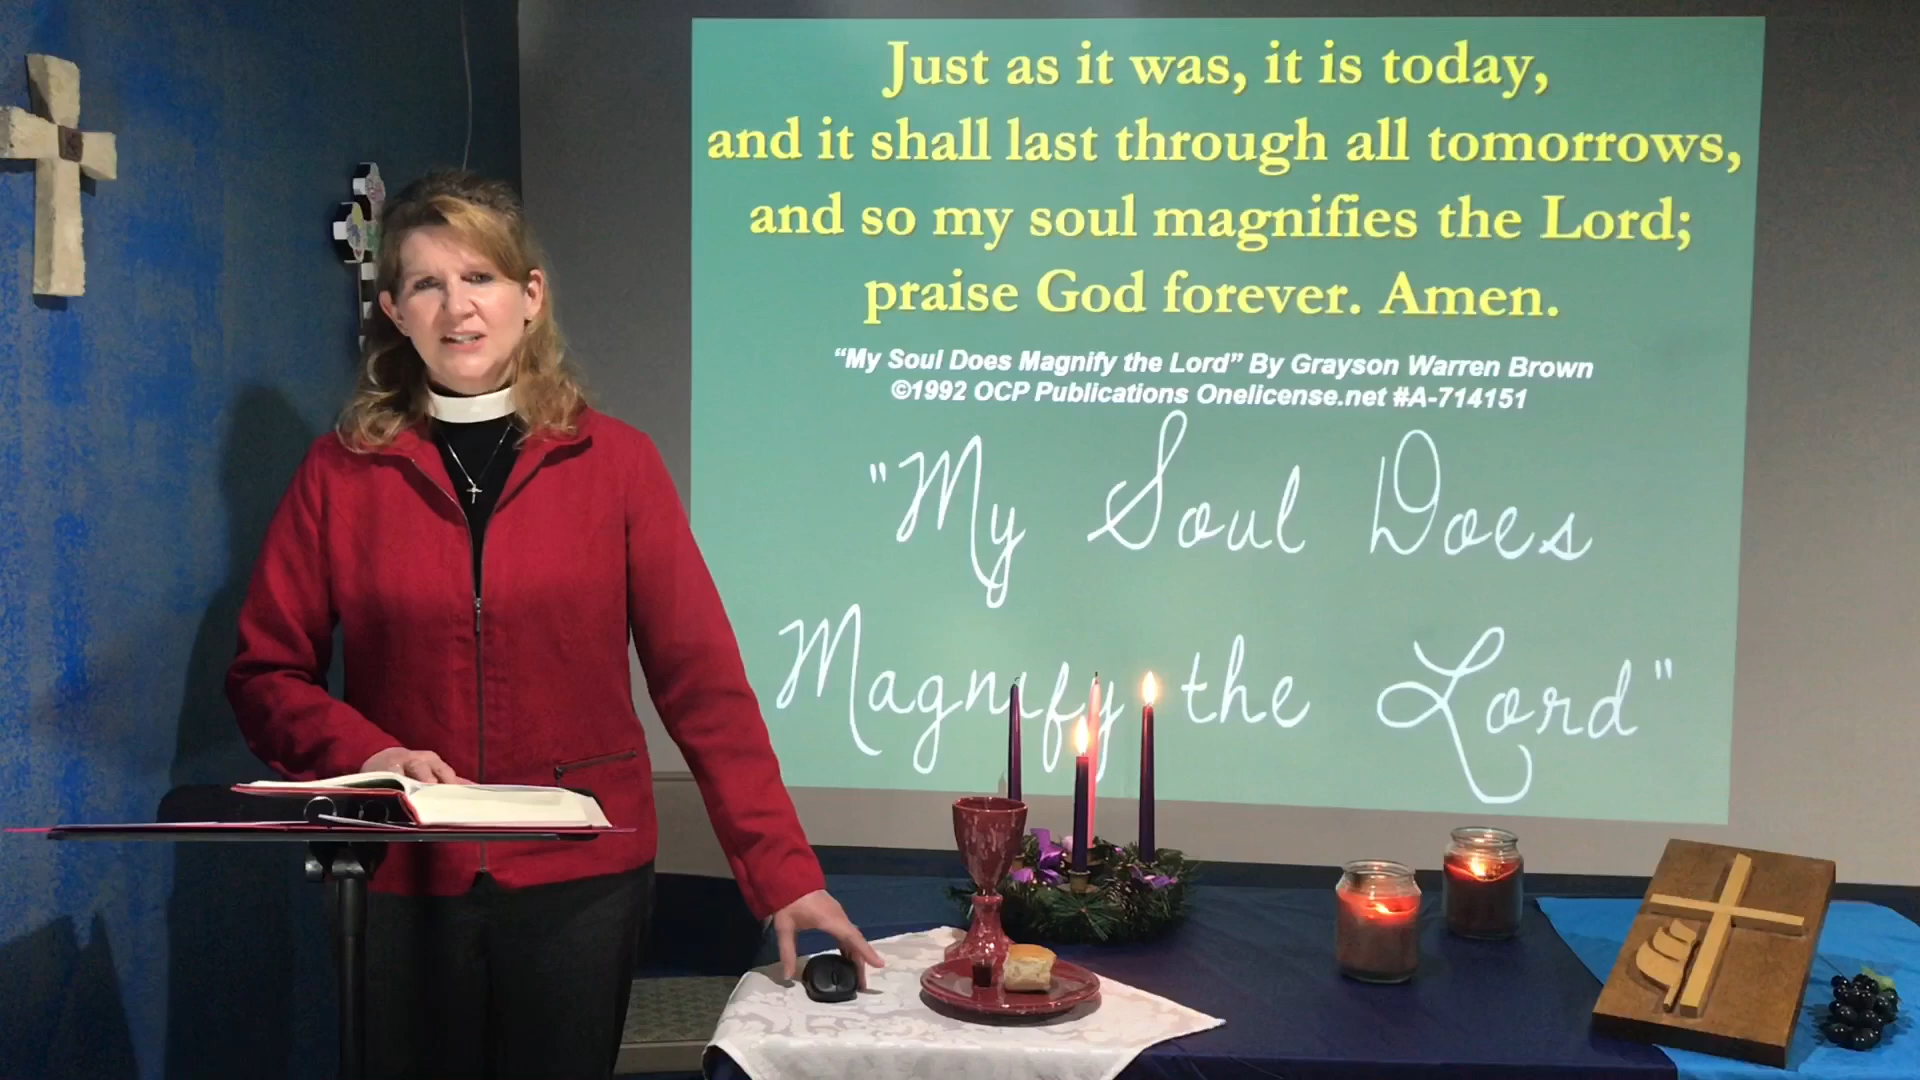 Just as it was, it is today,
and it shall last through all tomorrows,
and so my soul magnifies the Lord;
praise God forever. Amen.
“My Soul Does Magnify the Lord” By Grayson Warren Brown
©1992 OCP Publications Onelicense.net #A-714151
"My Soul Does
Magnify the Lord"